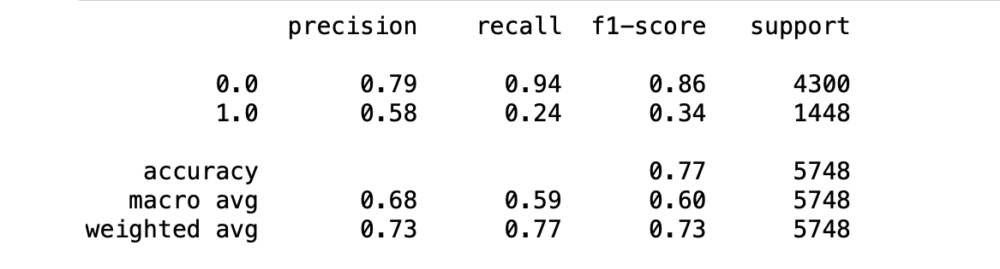 precision recall f1-score support
0.0 0.79 0.94 0.86 4300
1.0 0.58 0.24 0.34 1448
accuracy 0.77 5748
macro avg 0.68 0.59 0.60 5748
weighted avg 0.73 0.77 0.73 5748